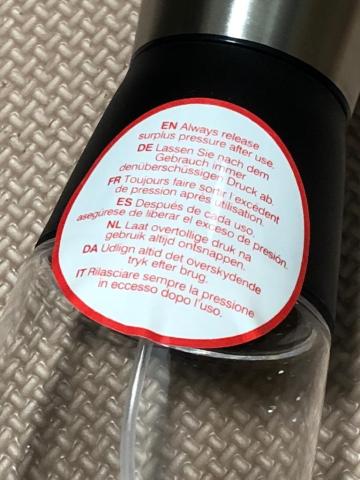 EN Always release
surplus pressure after use.
DE Lassen Sie nach dem
Gebrauch immer
denüberschüssigen Druck ab.
FR Toujours faire sortir l'excédent
de pression après utilisation.
ES Después de cada uso,
asegúrese de liberar el exceso de presión.
NL Laat overtollige druk na
gebruik altijd ontsnappen.
DA Udlign altid det overskydende
tryk efter brug.
IT Rilasciare sempre la pressione
in eccesso dopo l'uso.